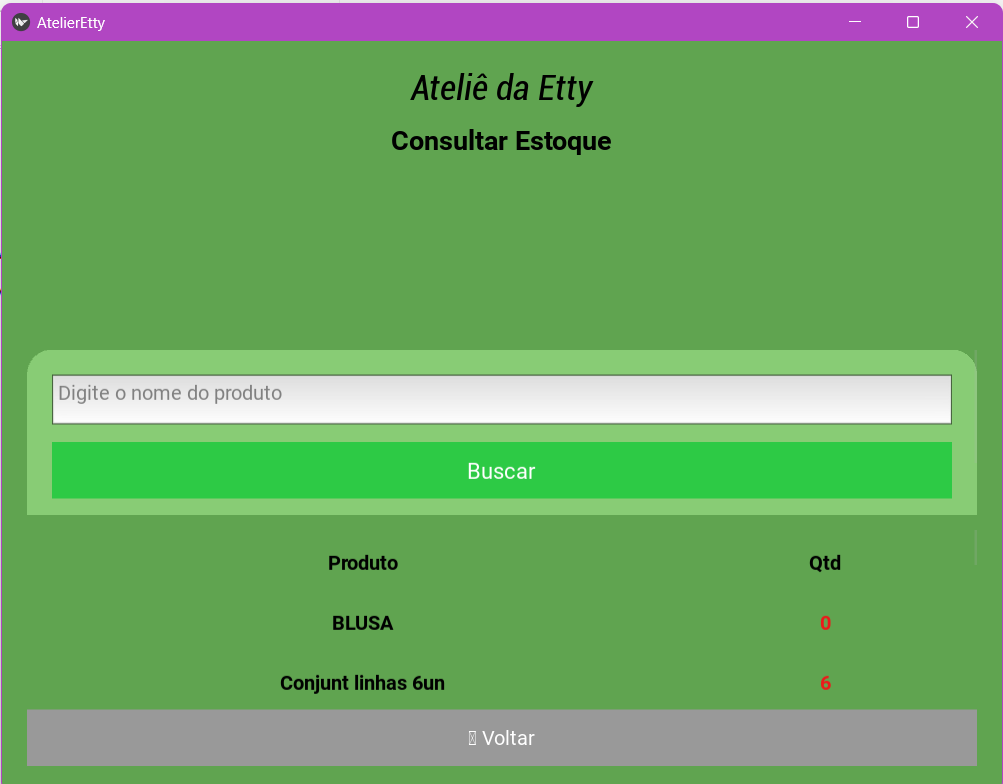 AtelierEtty
Ateliê da Etty
Consultar Estoque
Digite o nome do produto
Buscar
Produto Qtd
BLUSA 0
Conjunt linhas 6un 6
Voltar